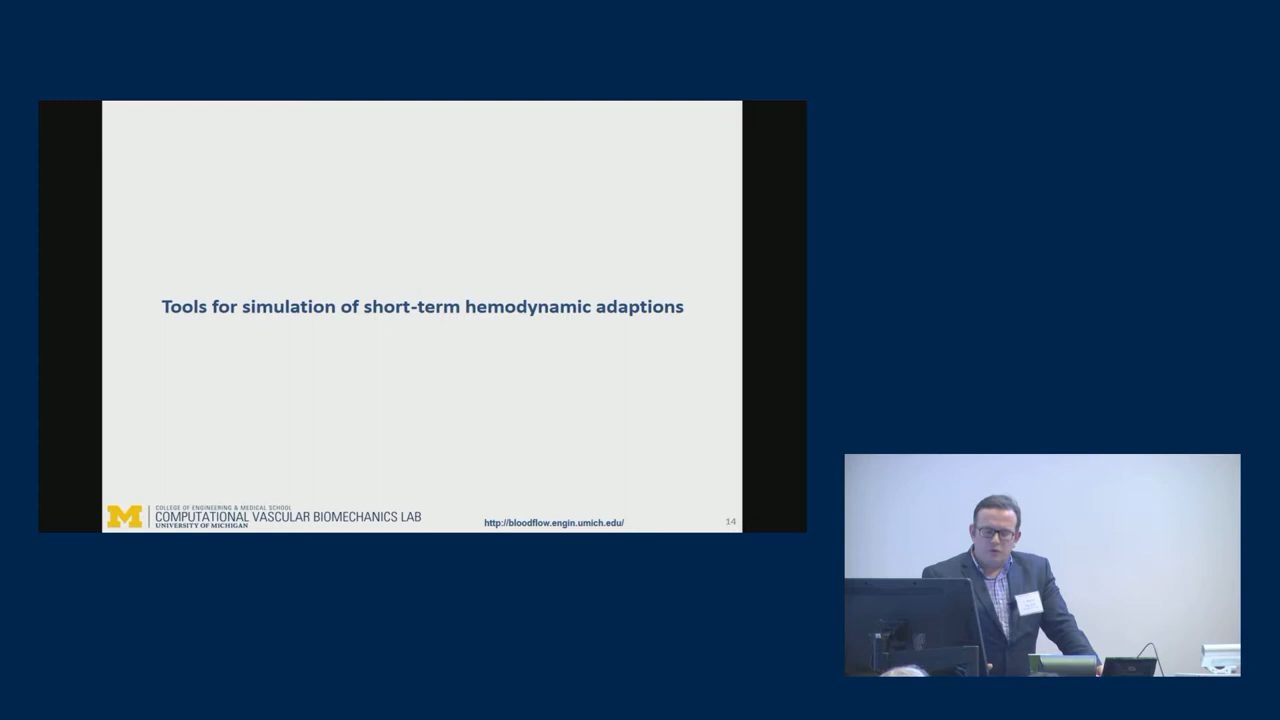 Tools for simulation of short-term hemodynamic adaptions
M
COLLEGE OF ENGINEERING & MEDICAL SCHOOL
COMPUTATIONAL VASCULAR BIOMECHANICS LAB
UNIVERSITY OF MICHIGAN
http://bloodflow.engin.umich.edu/
14